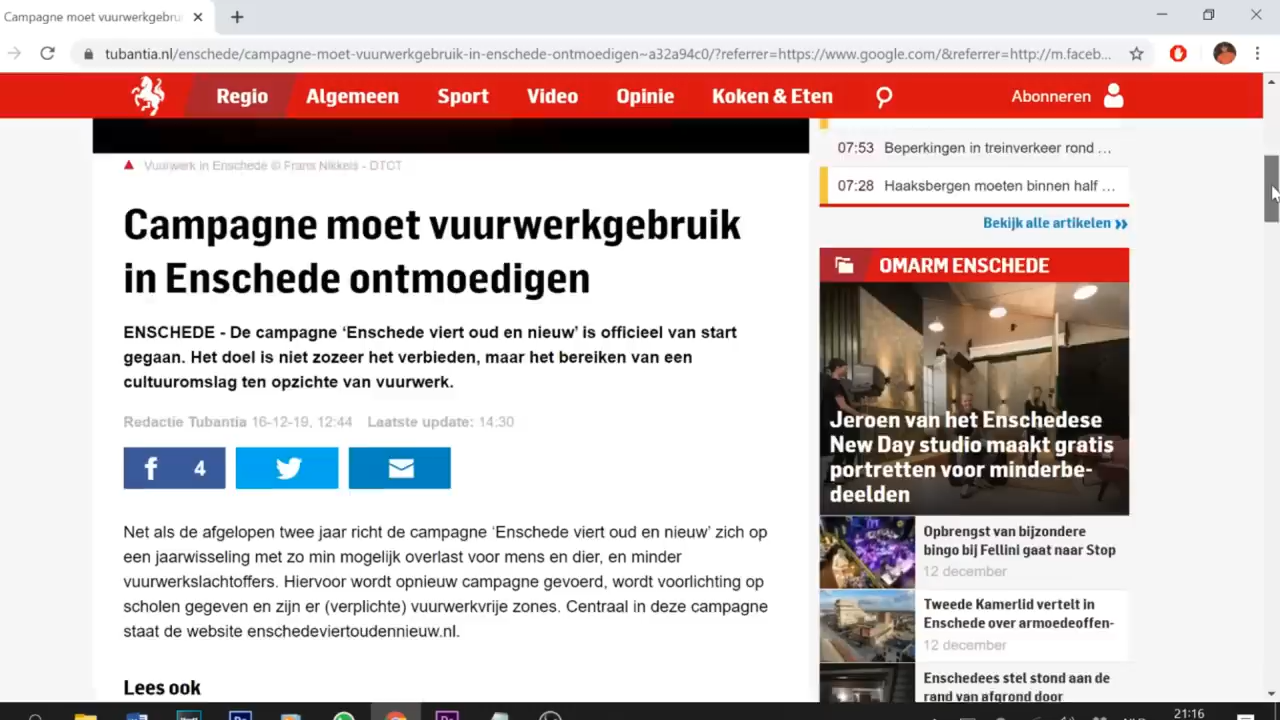 Campagne moet vuurwerkgebru
tubantia.nl/enschede/campagne-moet-vuurwerkgebruik-in-enschede-ontmoedigen~a32a94c0/?referrer=https://www.google.com/&referrer=http://m.faceb...
Regio Algemeen Sport Video Opinie Koken & Eten Abonneren
Vuurwerk in Enschede © Frans Nikkels - DTCT
Campagne moet vuurwerkgebruik
in Enschede ontmoedigen
ENSCHEDE - De campagne ‘Enschede viert oud en nieuw’ is officieel van start
gegaan. Het doel is niet zozeer het verbieden, maar het bereiken van een
cultuuromslag ten opzichte van vuurwerk.
Redactie Tubantia 16-12-19, 12:44 Laatste update: 14:30
f 4
Net als de afgelopen twee jaar richt de campagne ‘Enschede viert oud en nieuw’ zich op
een jaarwisseling met zo min mogelijk overlast voor mens en dier, en minder
vuurwerkslachtoffers. Hiervoor wordt opnieuw campagne gevoerd, wordt voorlichting op
scholen gegeven en zijn er (verplichte) vuurwerkvrije zones. Centraal in deze campagne
staat de website enschedeviertoudennieuw.nl.
Lees ook
07:53 Beperkingen in treinverkeer rond ...
07:28 Haaksbergen moeten binnen half ...
Bekijk alle artikelen
OMARM ENSCHEDE
Jeroen van het Enschedese
New Day studio maakt gratis
portretten voor minderbe-
deelden
Opbrengst van bijzondere
bingo bij Fellini gaat naar Stop
12 december
Tweede Kamerlid vertelt in
Enschede over armoedeoffen-
12 december
Enschedees stel stond aan de
rand van afgrond door
21:16